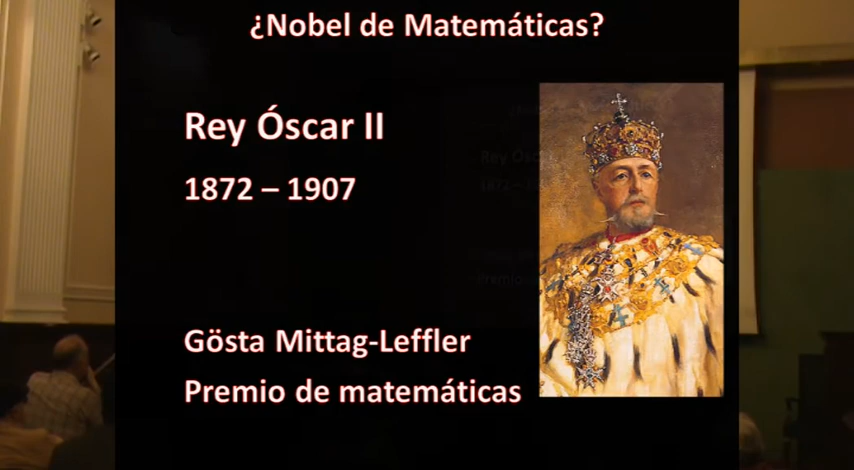 ¿Nobel de Matemáticas?
Rey Óscar II
1872 – 1907
Gösta Mittag-Leffler
Premio de matemáticas